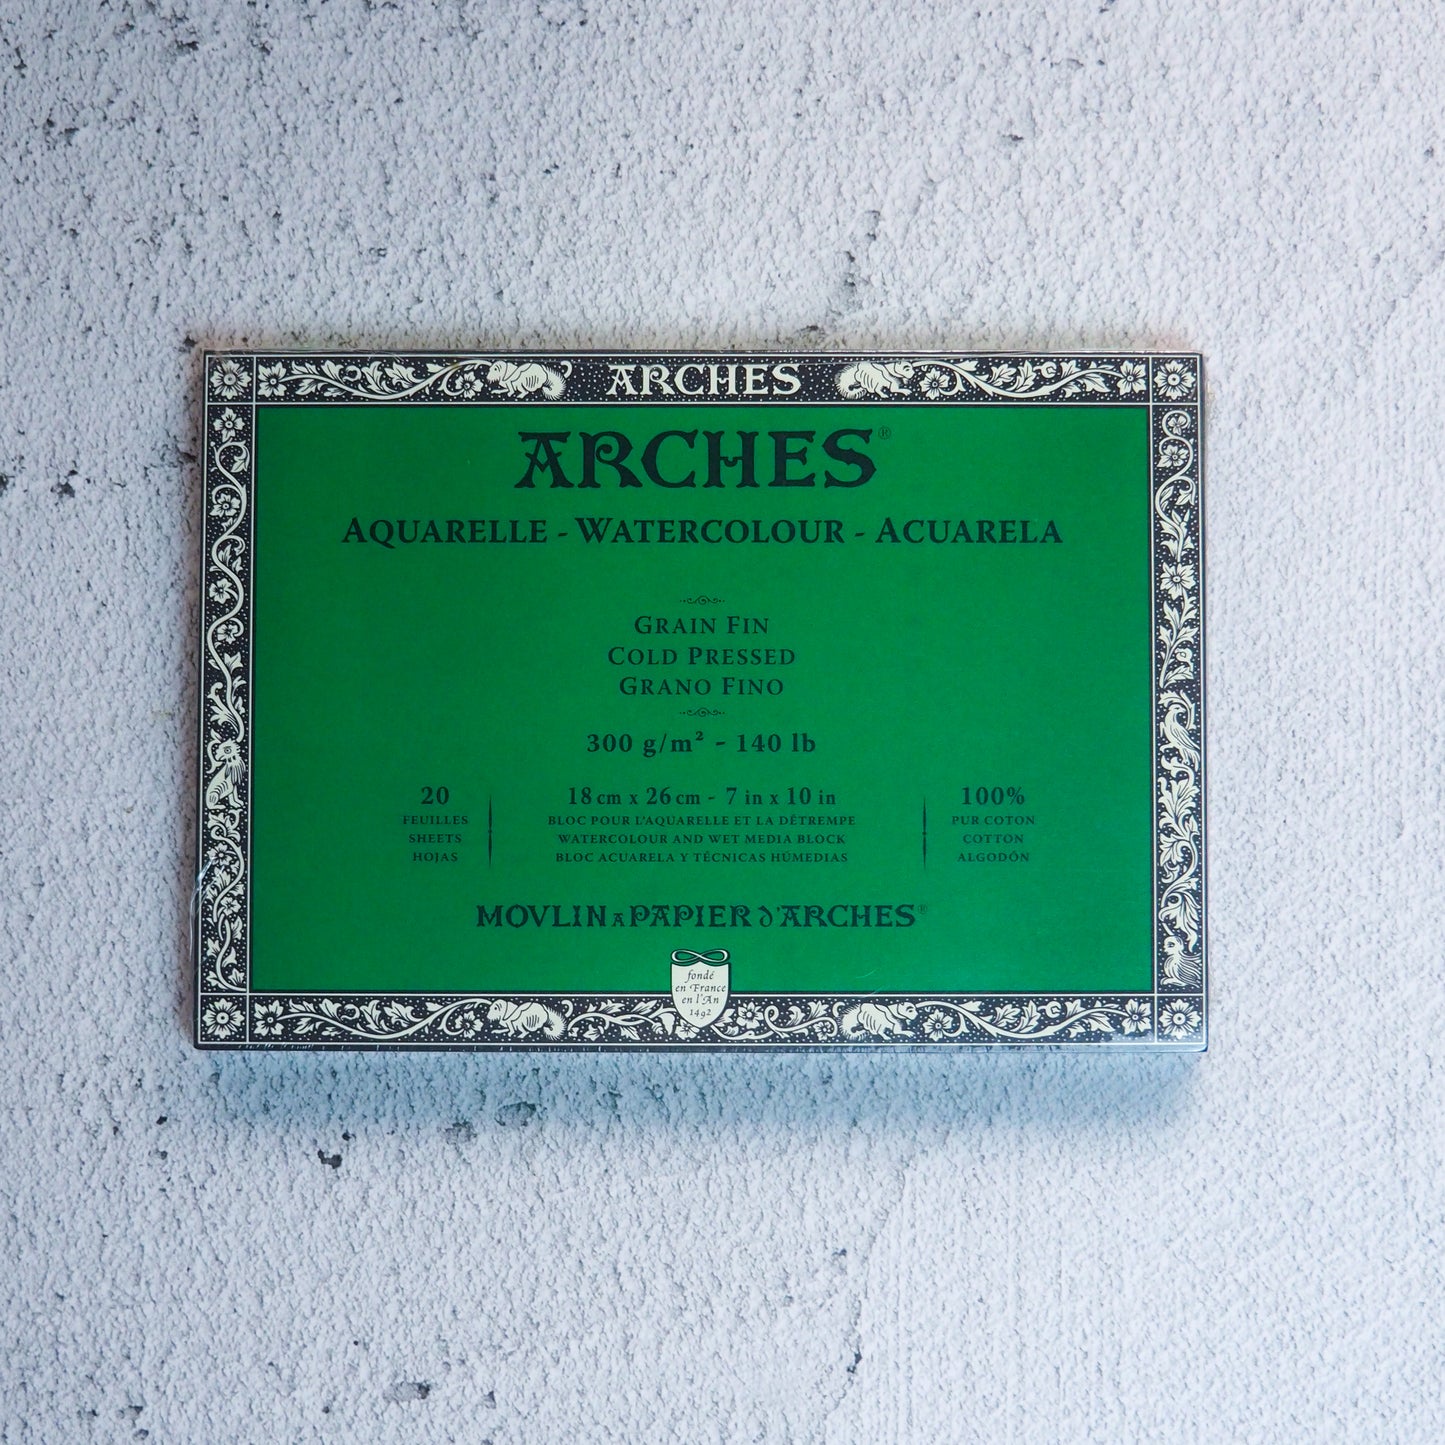 ARCHES
ARCHES®
AQUARELLE - WATERCOLOUR - ACUARELA
GRAIN FIN
COLD PRESSED
GRANO FINO
300 g/m² - 140 lb
20
FEUILLES
SHEETS
HOJAS
18 cm x 26 cm - 7 in x 10 in
BLOC POUR L'AQUARELLE ET LA DÉTREMPE
WATERCOLOUR AND WET MEDIA BLOCK
BLOC ACUARELA Y TÉCNICAS HÚMEDIAS
100%
PUR COTON
COTTON
ALGODÓN
MOVLIN A PAPIER D'ARCHES®
fondé
en France
en l'An
1492